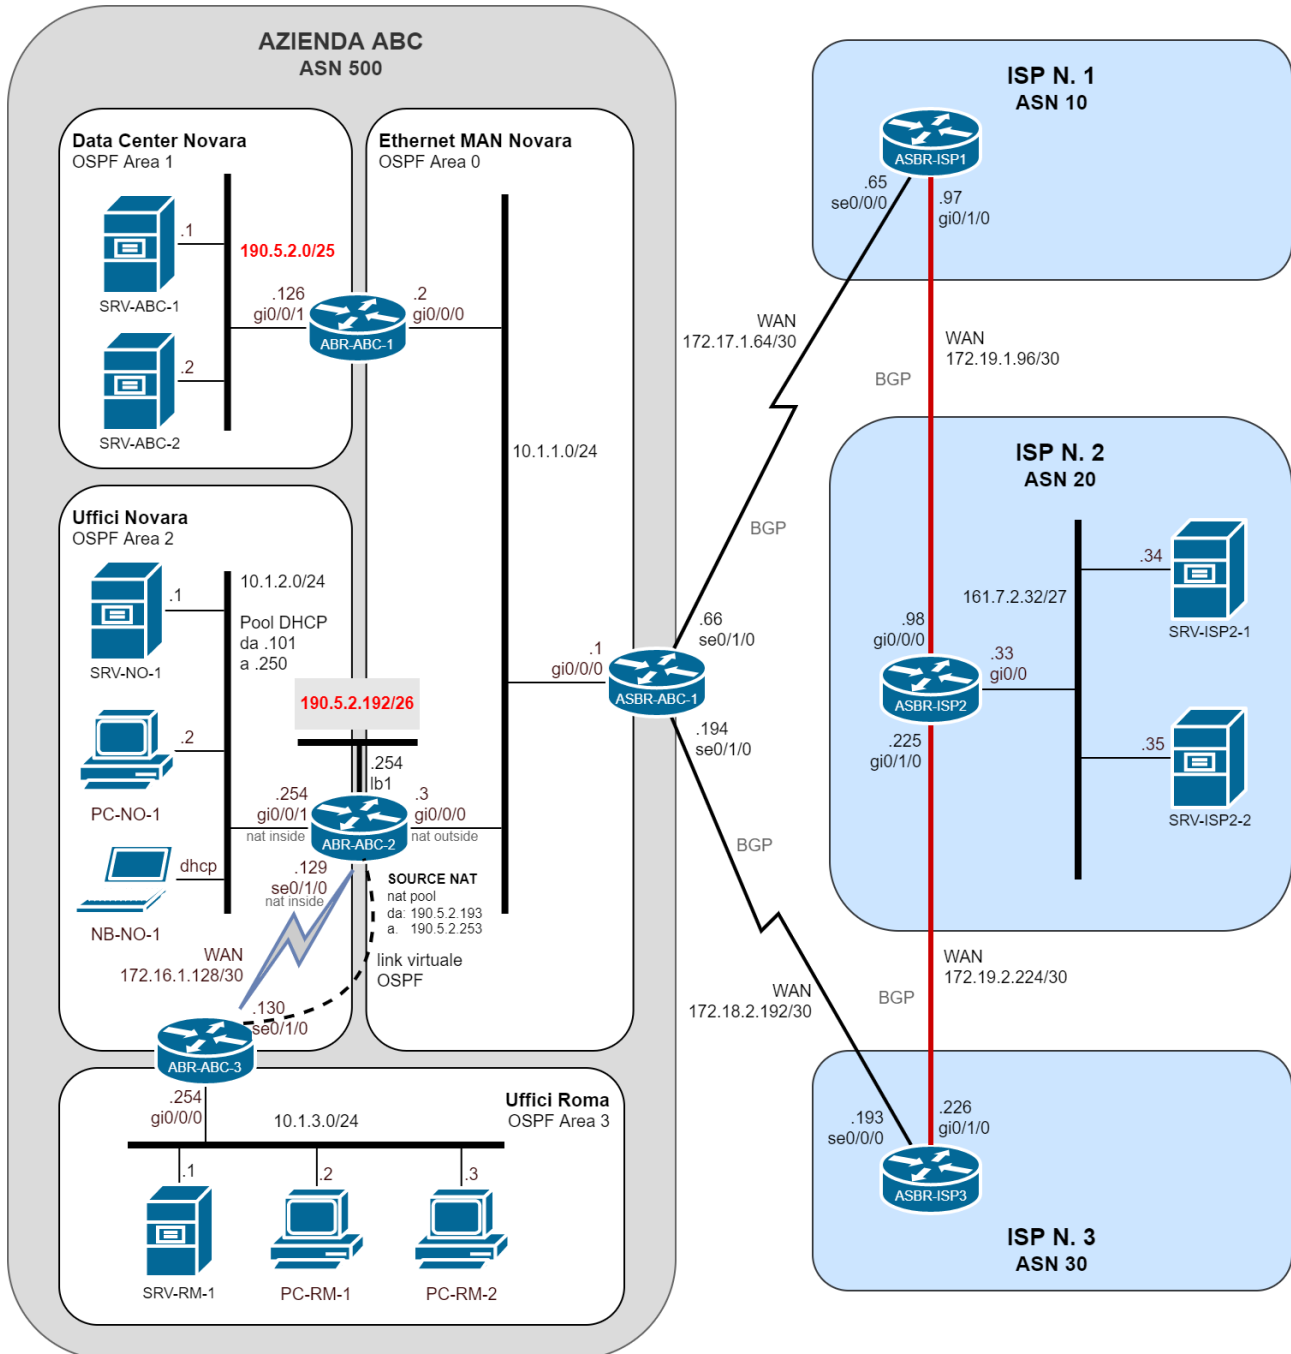 AZIENDA ABC
ASN 500
Data Center Novara
OSPF Area 1
.1
SRV-ABC-1
190.5.2.0/25
.126
gi0/0/1
ABR-ABC-1
.2
SRV-ABC-2
Ethernet MAN Novara
OSPF Area 0
.2
gi0/0/0
10.1.1.0/24
.1
gi0/0/0
ASBR-ABC-1
.66
se0/1/0
.194
se0/1/0
Uffici Novara
OSPF Area 2
.1
SRV-NO-1
10.1.2.0/24
Pool DHCP
da .101
a .250
190.5.2.192/26
.254
lb1
.2
PC-NO-1
.254
gi0/0/1
nat inside
ABR-ABC-2
.3
gi0/0/0
nat outside
dhcp
NB-NO-1
.129
se0/1/0
nat inside
SOURCE NAT
nat pool
da: 190.5.2.193
a. 190.5.2.253
link virtuale
OSPF
WAN
172.16.1.128/30
.130
se0/1/0
ABR-ABC-3
.254
gi0/0/0
Uffici Roma
OSPF Area 3
10.1.3.0/24
.1
SRV-RM-1
.2
PC-RM-1
.3
PC-RM-2
WAN
172.17.1.64/30
BGP
BGP
WAN
172.18.2.192/30
ISP N. 1
ASN 10
ASBR-ISP1
.65
se0/0/0
.97
gi0/1/0
WAN
172.19.1.96/30
BGP
ISP N. 2
ASN 20
.34
SRV-ISP2-1
161.7.2.32/27
.98
gi0/0/0
.33
gi0/0
ASBR-ISP2
.225
gi0/1/0
.35
SRV-ISP2-2
WAN
172.19.2.224/30
BGP
.193
se0/0/0
.226
gi0/1/0
ASBR-ISP3
ISP N. 3
ASN 30